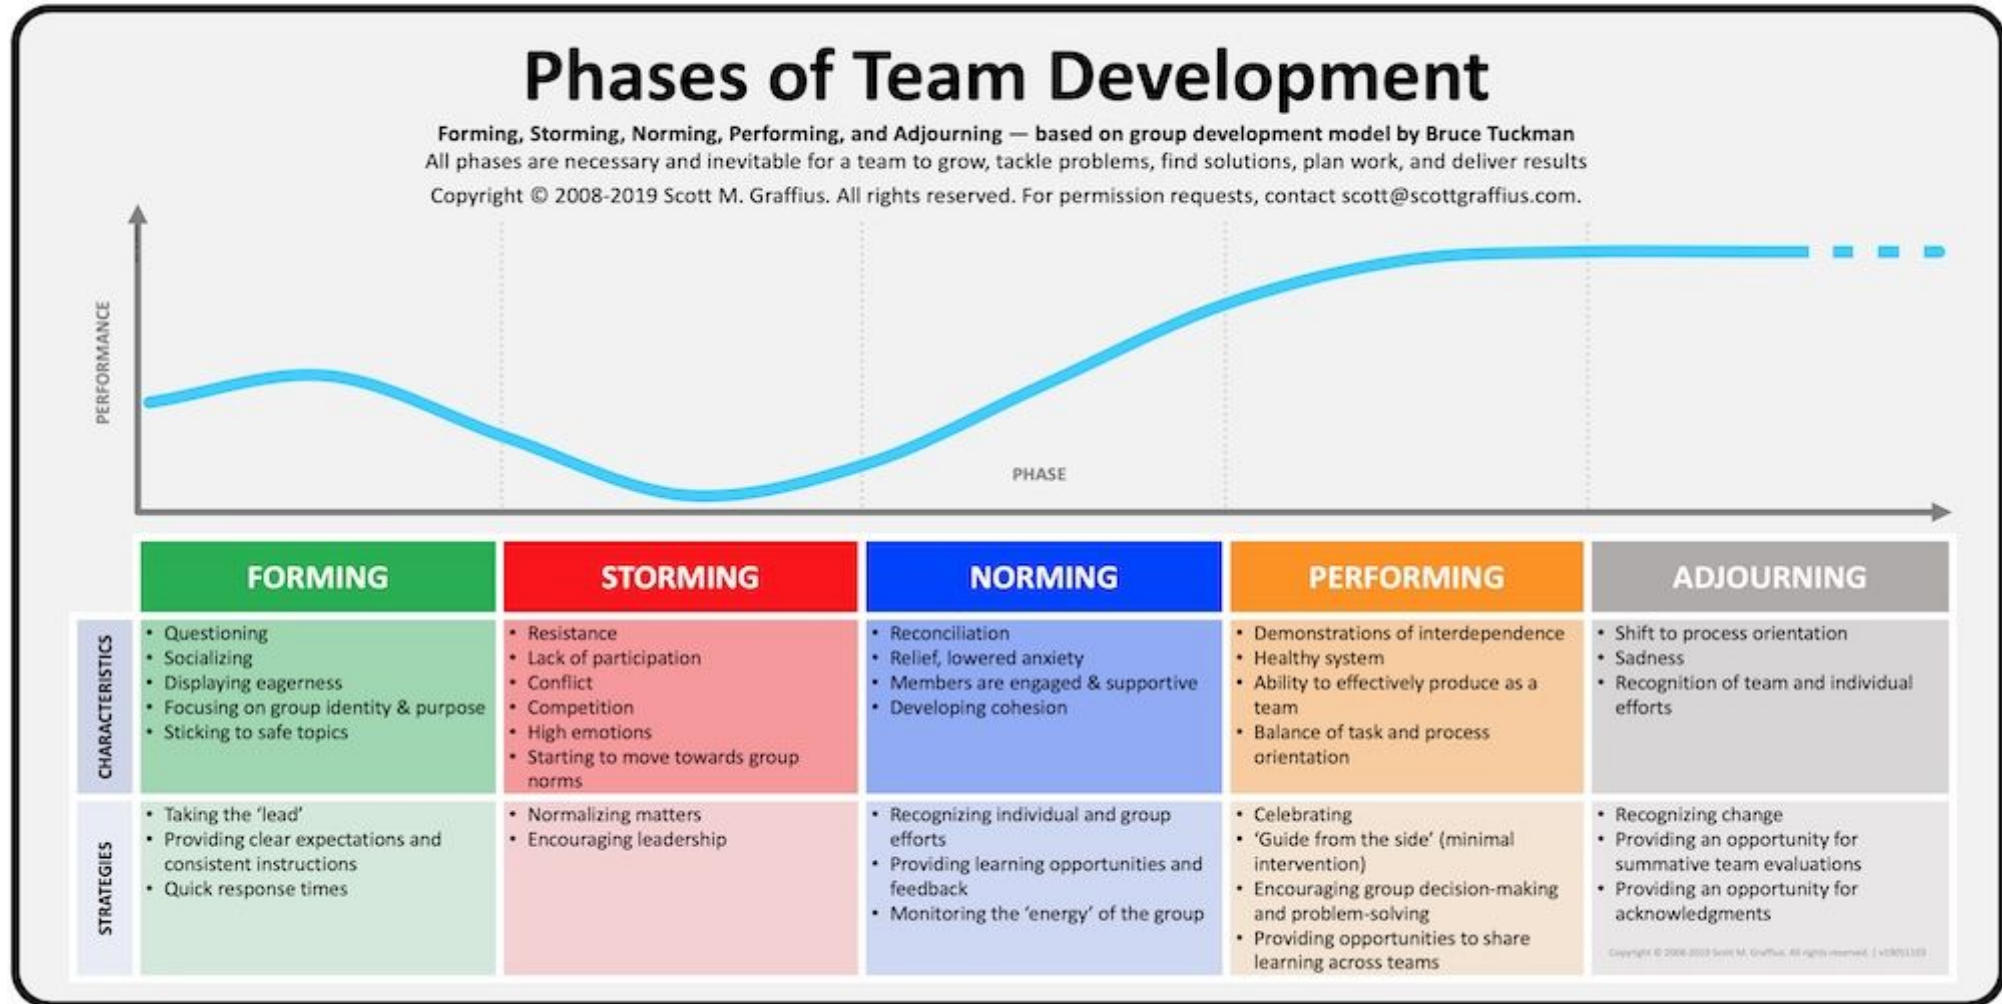 Phases of Team Development
Forming, Storming, Norming, Performing, and Adjourning — based on group development model by Bruce Tuckman
All phases are necessary and inevitable for a team to grow, tackle problems, find solutions, plan work, and deliver results
Copyright © 2008-2019 Scott M. Graffius. All rights reserved. For permission requests, contact scott@scottgraffius.com.
PERFORMANCE
PHASE
FORMING
STORMING
NORMING
PERFORMING
ADJOURNING
CHARACTERISTICS
• Questioning
• Socializing
• Displaying eagerness
• Focusing on group identity & purpose
• Sticking to safe topics
• Resistance
• Lack of participation
• Conflict
• Competition
• High emotions
• Starting to move towards group
norms
• Reconciliation
• Relief, lowered anxiety
• Members are engaged & supportive
• Developing cohesion
• Demonstrations of interdependence
• Healthy system
• Ability to effectively produce as a
team
• Balance of task and process
orientation
• Shift to process orientation
• Sadness
• Recognition of team and individual
efforts
STRATEGIES
• Taking the ‘lead’
• Providing clear expectations and
consistent instructions
• Quick response times
• Normalizing matters
• Encouraging leadership
• Recognizing individual and group
efforts
• Providing learning opportunities and
feedback
• Monitoring the ‘energy’ of the group
• Celebrating
• ‘Guide from the side’ (minimal
intervention)
• Encouraging group decision-making
and problem-solving
• Providing opportunities to share
learning across teams
• Recognizing change
• Providing an opportunity for
summative team evaluations
• Providing an opportunity for
acknowledgments
Copyright © 2008-2019 Scott M. Graffius. All rights reserved. |